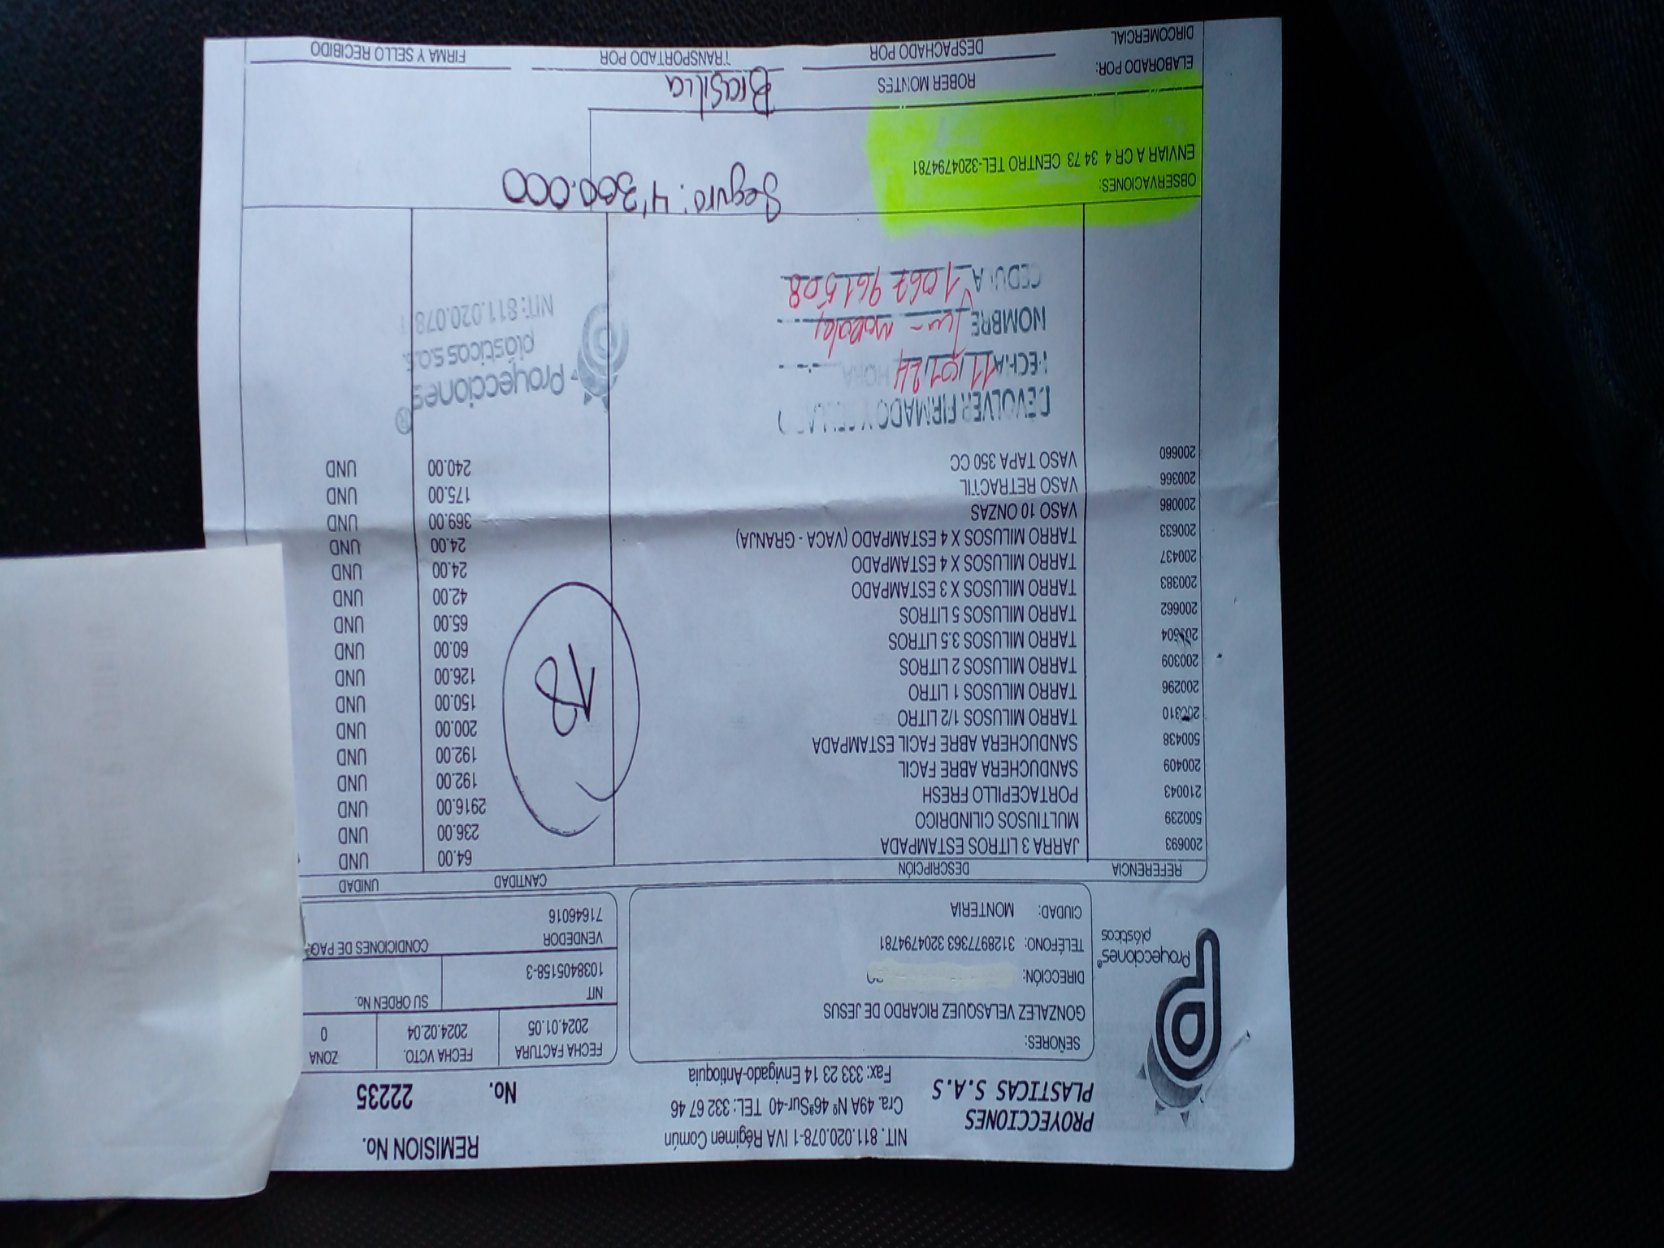 PROYECCIONES
PLASTICAS S.A.S
NIT. 811.020.078-1 IVA Régimen Común
Cra. 49A Nº 46ªSur-40 TEL: 332 67 46
Fax: 333 23 14 Envigado-Antioquia
REMISION No.
No. 22235
Proyecciones®
plásticos
SEÑORES:
GONZALEZ VELASQUEZ RICARDO DE JESUS
DIRECCIÓN:
TELÉFONO: 3128977363 3204794781
CIUDAD: MONTERIA
FECHA FACTURA FECHA VCTO. ZONA
2024.01.05 2024.02.04 0
NIT SU ORDEN No.
1038405158-3
VENDEDOR CONDICIONES DE PAG
71646016
REFERENCIA DESCRIPCIÓN CANTIDAD UNIDAD
200693 JARRA 3 LITROS ESTAMPADA 64.00 UND
500239 MULTIUSOS CILINDRICO 236.00 UND
210043 PORTACEPILLO FRESH 2916.00 UND
200409 SANDUCHERA ABRE FACIL 192.00 UND
500438 SANDUCHERA ABRE FACIL ESTAMPADA 192.00 UND
200310 TARRO MILUSOS 1/2 LITRO 200.00 UND
200296 TARRO MILUSOS 1 LITRO 150.00 UND
200309 TARRO MILUSOS 2 LITROS 126.00 UND
TARRO MILUSOS 3.5 LITROS 60.00 UND
200662 TARRO MILUSOS 5 LITROS 65.00 UND
200383 TARRO MILUSOS X 3 ESTAMPADO 42.00 UND
200437 TARRO MILUSOS X 4 ESTAMPADO 24.00 UND
200633 TARRO MILUSOS X 4 ESTAMPADO (VACA - GRANJA) 24.00 UND
200086 VASO 10 ONZAS 369.00 UND
200366 VASO RETRACTIL 175.00 UND
200660 VASO TAPA 350 CC 240.00 UND
18
DEVOLVER FIRMADO Y SELLADO
FECHA 11/01/24 HORA
NOMBRE
CEDULA 1067961508
Proyecciones®
plásticos s.a.s.
NIT: 811.020.078-1
OBSERVACIONES:
ENVIAR A CR 4 34 73 CENTRO TEL-3204794781
Seguro: 4'300.000
ELABORADO POR: ROBER MONTES Brasilia
DIRCOMERCIAL DESPACHADO POR TRANSPORTADO POR FIRMA Y SELLO RECIBIDO